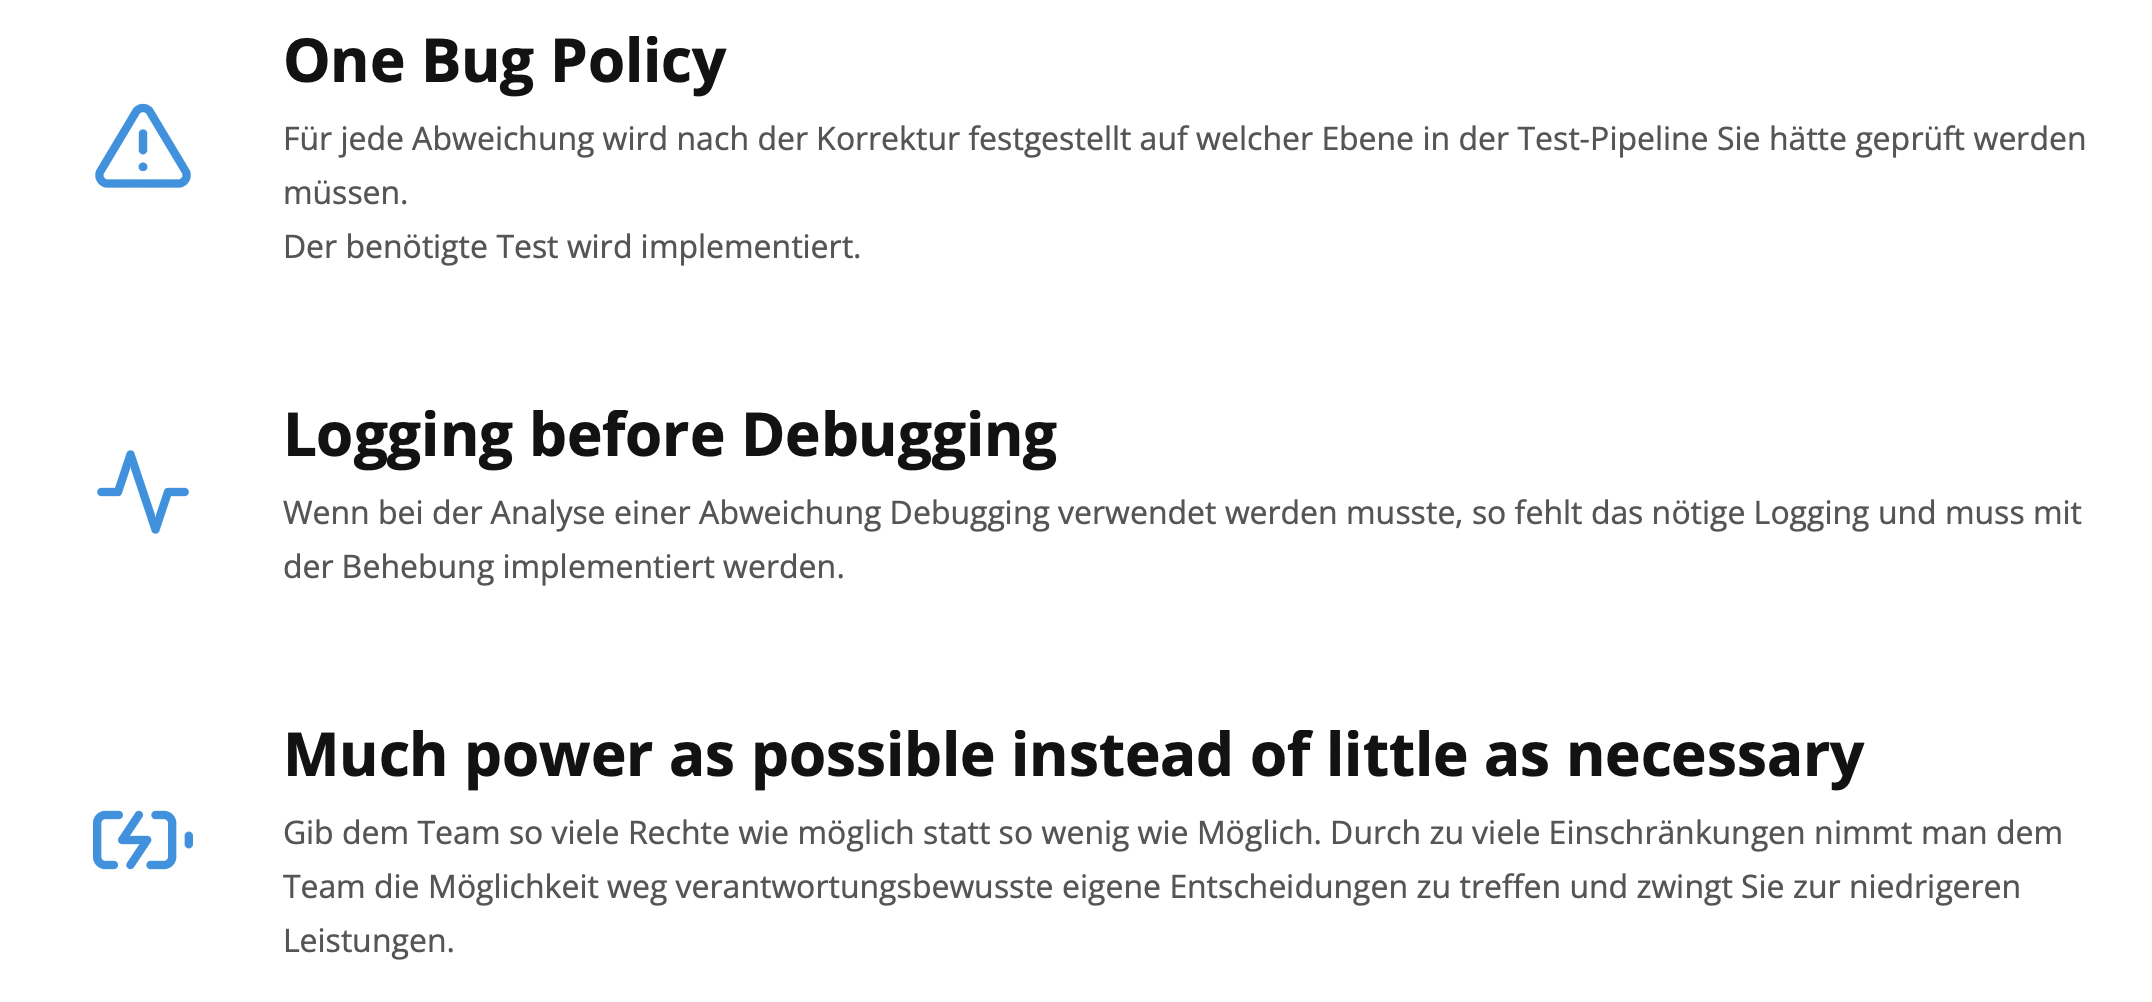 One Bug Policy
Für jede Abweichung wird nach der Korrektur festgestellt auf welcher Ebene in der Test-Pipeline Sie hätte geprüft werden
müssen.
Der benötigte Test wird implementiert.
Logging before Debugging
Wenn bei der Analyse einer Abweichung Debugging verwendet werden musste, so fehlt das nötige Logging und muss mit
der Behebung implementiert werden.
Much power as possible instead of little as necessary
Gib dem Team so viele Rechte wie möglich statt so wenig wie Möglich. Durch zu viele Einschränkungen nimmt man dem
Team die Möglichkeit weg verantwortungsbewusste eigene Entscheidungen zu treffen und zwingt Sie zur niedrigeren
Leistungen.